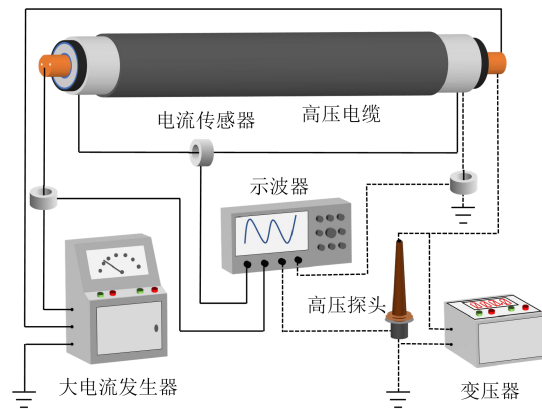 电流传感器
高压电缆
示波器
高压探头
大电流发生器
变压器